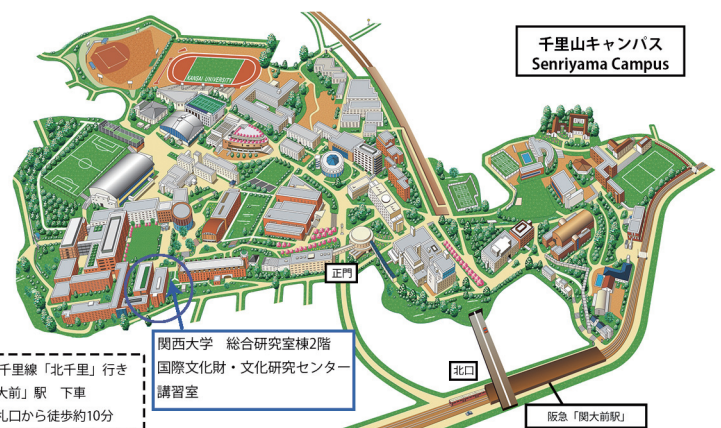 千里山キャンパス
Senriyama Campus
KANSAI UNIVERSITY
正門
関西大学　総合研究室棟2階
国際文化財・文化研究センター
講習室
千里線「北千里」行き
大前」駅　下車
札口から徒歩約10分
北口
阪急「関大前駅」